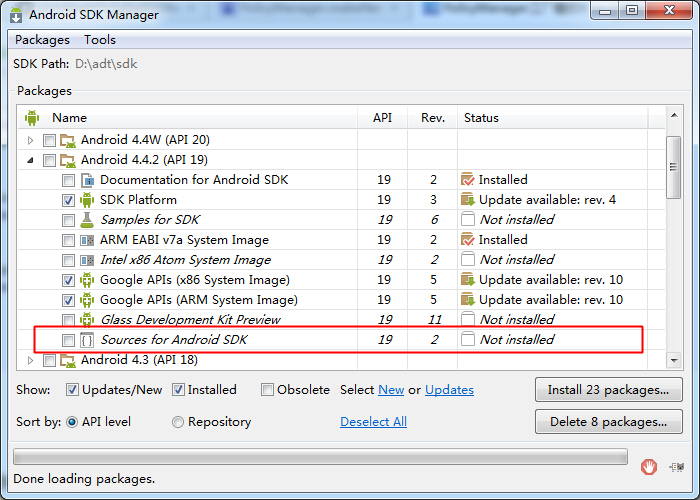 Android SDK Manager
Packages Tools
SDK Path: D:\adt\sdk
Packages
Name API Rev. Status
Android 4.4W (API 20)
Android 4.4.2 (API 19)
Documentation for Android SDK 19 2 Installed
SDK Platform 19 3 Update available: rev. 4
Samples for SDK 19 6 Not installed
ARM EABI v7a System Image 19 2 Installed
Intel x86 Atom System Image 19 2 Not installed
Google APIs (x86 System Image) 19 5 Update available: rev. 10
Google APIs (ARM System Image) 19 5 Update available: rev. 10
Glass Development Kit Preview 19 11 Not installed
Sources for Android SDK 19 2 Not installed
Android 4.3 (API 18)
Show: Updates/New Installed Obsolete Select New or Updates Install 23 packages...
Sort by: API level Repository Deselect All Delete 8 packages...
Done loading packages.